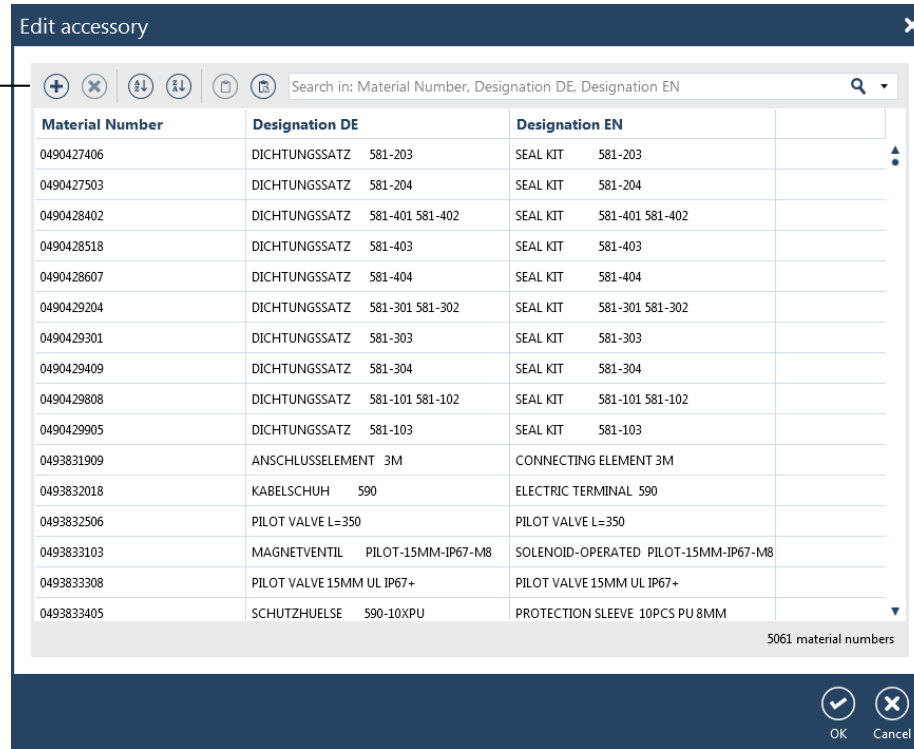 Edit accessory
Search in: Material Number, Designation DE, Designation EN
Material Number Designation DE Designation EN
0490427406 DICHTUNGSSATZ 581-203 SEAL KIT 581-203
0490427503 DICHTUNGSSATZ 581-204 SEAL KIT 581-204
0490428402 DICHTUNGSSATZ 581-401 581-402 SEAL KIT 581-401 581-402
0490428518 DICHTUNGSSATZ 581-403 SEAL KIT 581-403
0490428607 DICHTUNGSSATZ 581-404 SEAL KIT 581-404
0490429204 DICHTUNGSSATZ 581-301 581-302 SEAL KIT 581-301 581-302
0490429301 DICHTUNGSSATZ 581-303 SEAL KIT 581-303
0490429409 DICHTUNGSSATZ 581-304 SEAL KIT 581-304
0490429808 DICHTUNGSSATZ 581-101 581-102 SEAL KIT 581-101 581-102
0490429905 DICHTUNGSSATZ 581-103 SEAL KIT 581-103
0493831909 ANSCHLUSSELEMENT 3M CONNECTING ELEMENT 3M
0493832018 KABELSCHUH 590 ELECTRIC TERMINAL 590
0493832506 PILOT VALVE L=350 PILOT VALVE L=350
0493833103 MAGNETVENTIL PILOT-15MM-IP67-M8 SOLENOID-OPERATED PILOT-15MM-IP67-M8
0493833308 PILOT VALVE 15MM UL IP67+ PILOT VALVE 15MM UL IP67+
0493833405 SCHUTZHUELSE 590-10XPU PROTECTION SLEEVE 10PCS PU 8MM
5061 material numbers
OK Cancel